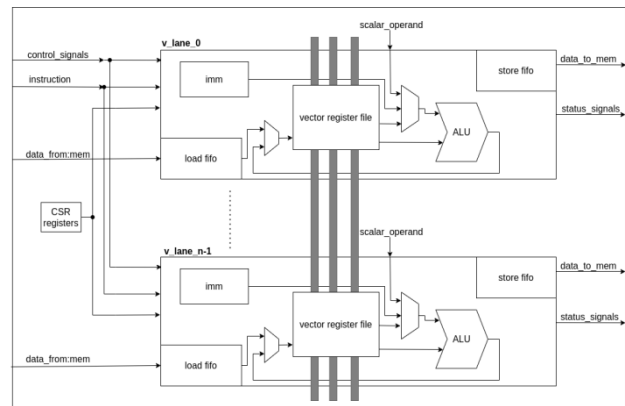 scalar_operand
v_lane_0
control_signals
imm
store fifo
data_to_mem
instruction
vector register file
status_signals
ALU
data_from:mem
load fifo
CSR
registers
scalar_operand
v_lane_n-1
imm
store fifo
data_to_mem
vector register file
status_signals
ALU
data_from:mem
load fifo